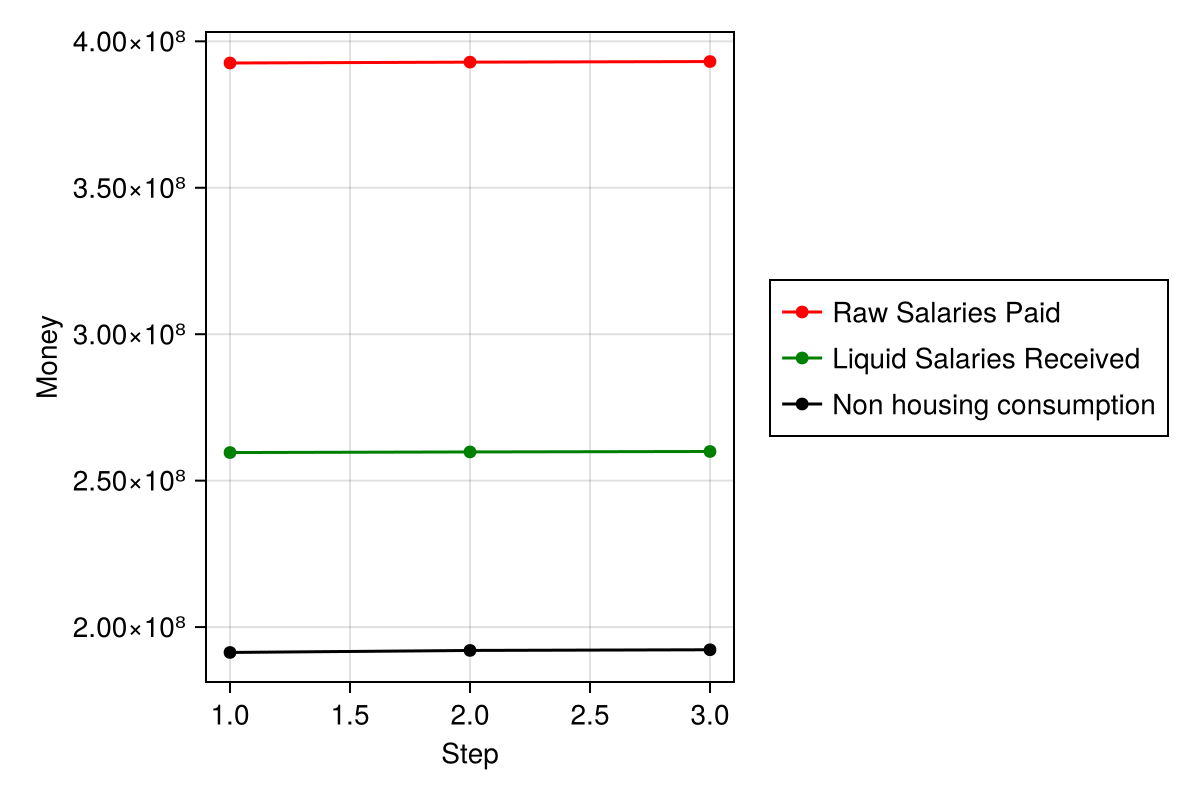 4.00×10⁸
3.50×10⁸
3.00×10⁸
2.50×10⁸
2.00×10⁸
Money
1.0 1.5 2.0 2.5 3.0
Step
Raw Salaries Paid
Liquid Salaries Received
Non housing consumption